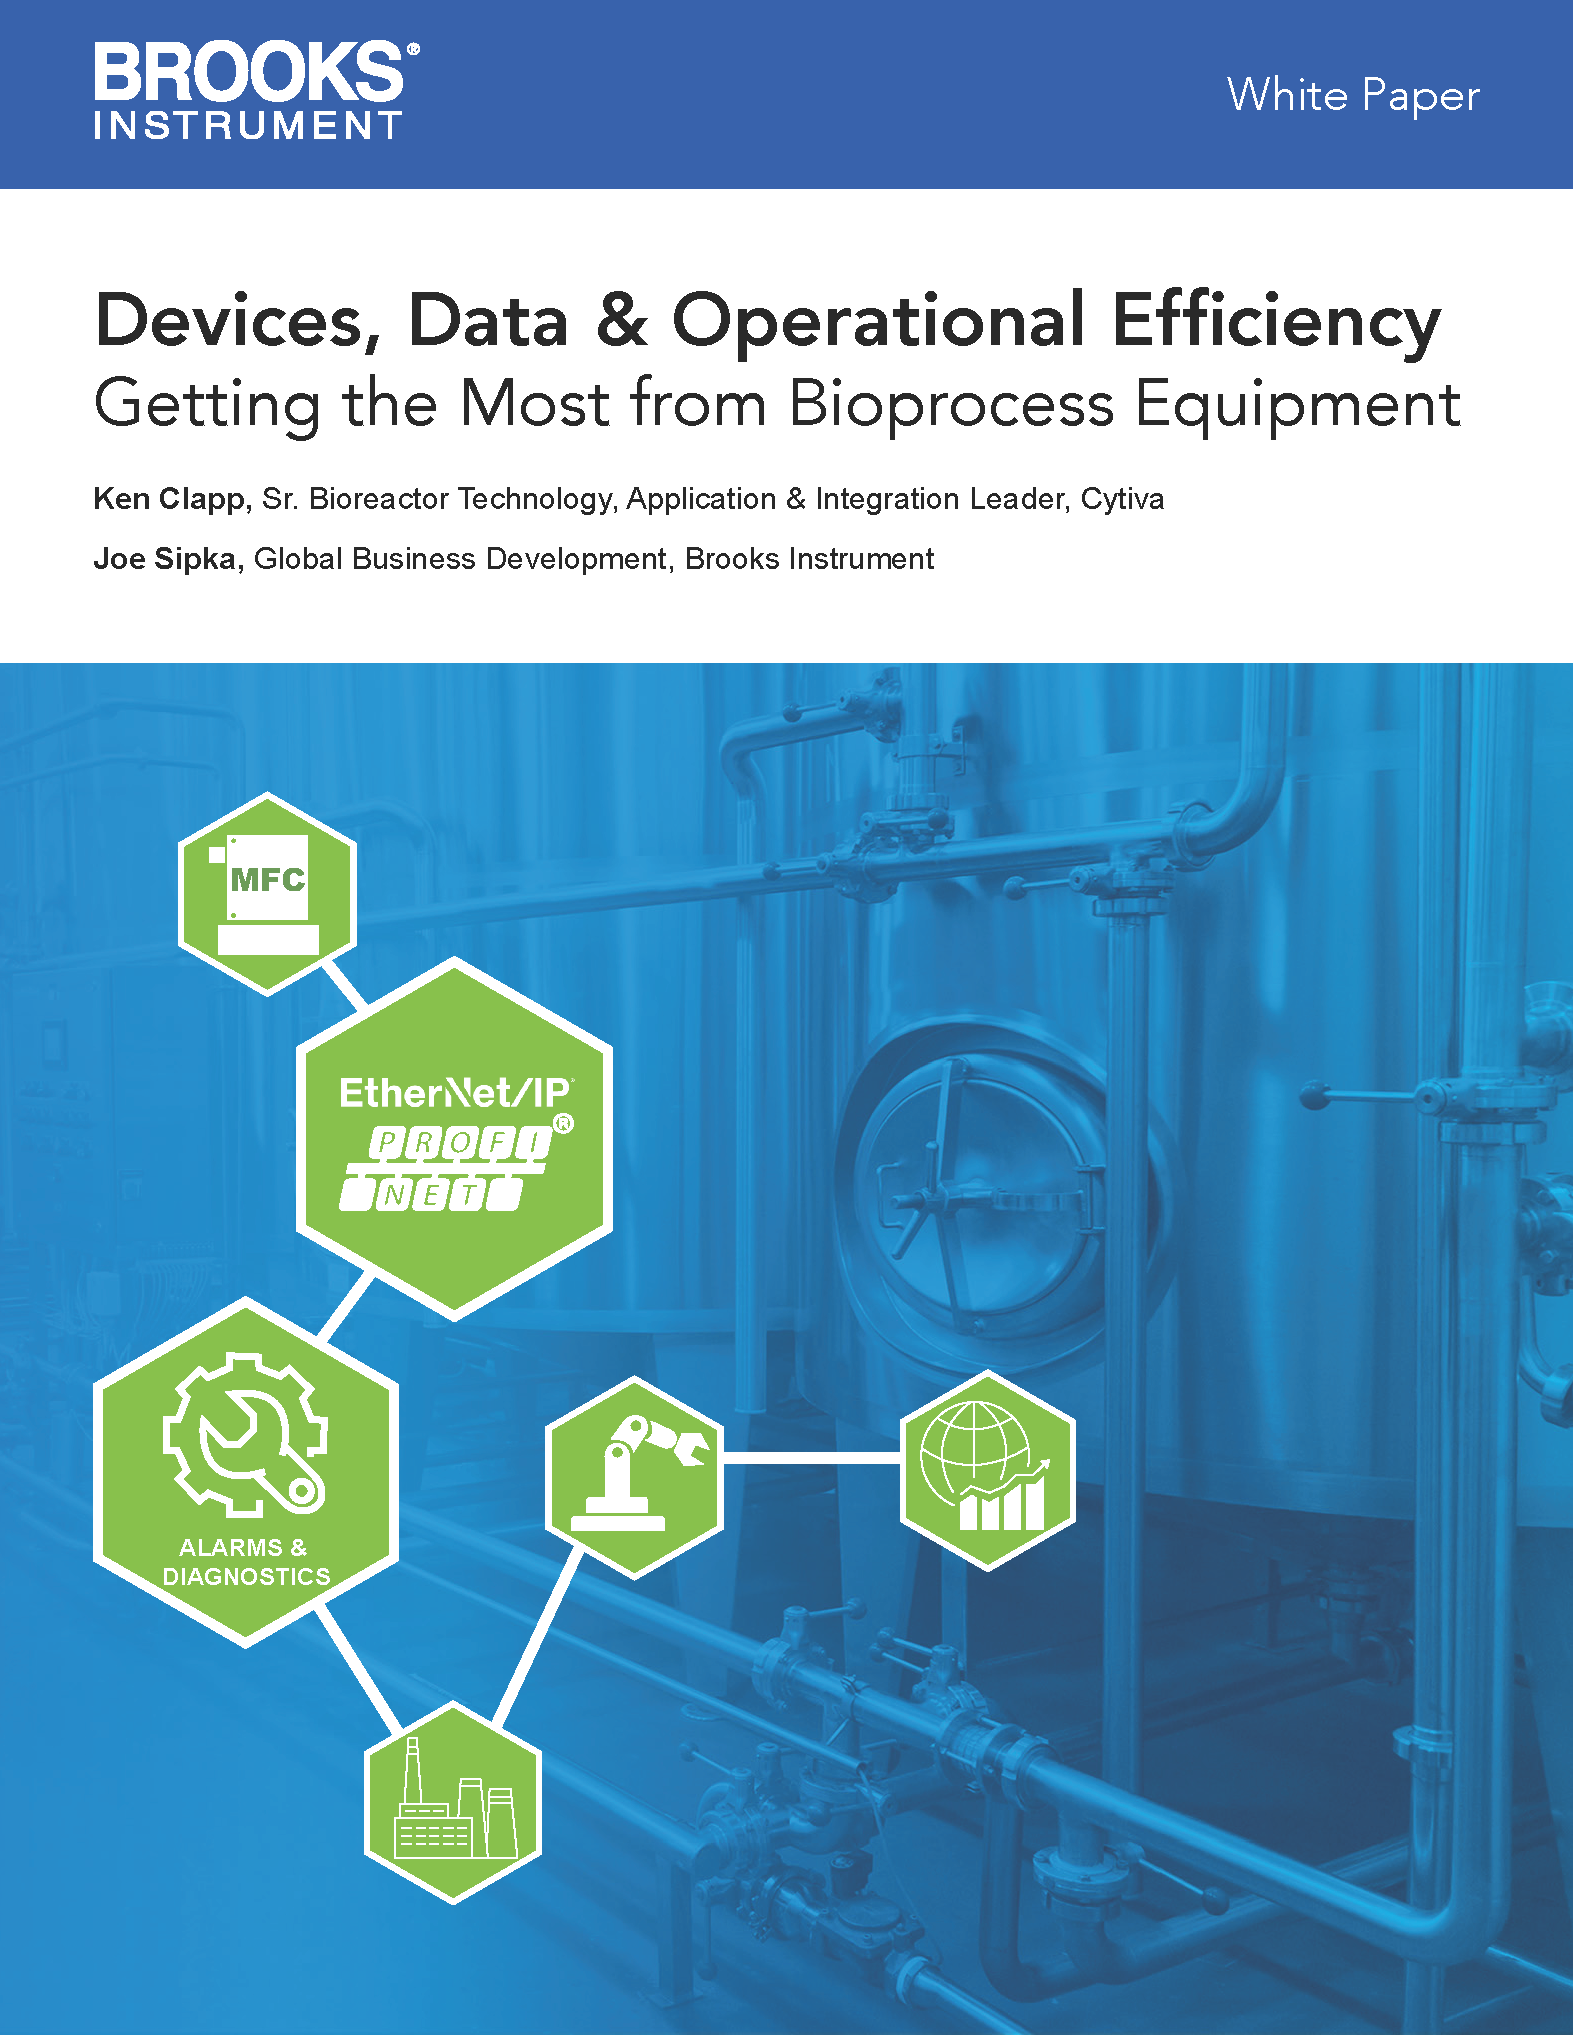 BROOKS®
INSTRUMENT
White Paper
Devices, Data & Operational Efficiency
Getting the Most from Bioprocess Equipment
Ken Clapp, Sr. Bioreactor Technology, Application & Integration Leader, Cytiva
Joe Sipka, Global Business Development, Brooks Instrument
MFC
EtherNet/IP
PROFI®
NET
ALARMS &
DIAGNOSTICS